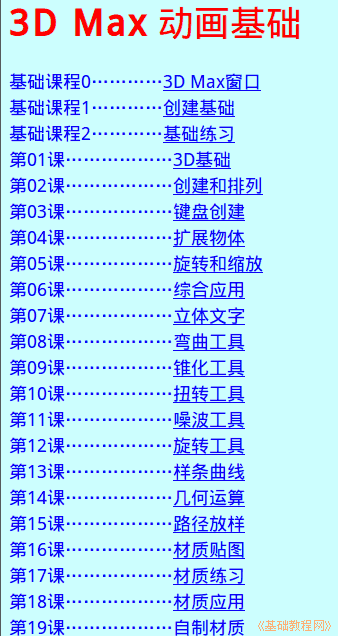 3D Max 动画基础
基础课程0…………3D Max窗口
基础课程1…………创建基础
基础课程2…………基础练习
第01课………………3D基础
第02课………………创建和排列
第03课………………键盘创建
第04课………………扩展物体
第05课………………旋转和缩放
第06课………………综合应用
第07课………………立体文字
第08课………………弯曲工具
第09课………………锥化工具
第10课………………扭转工具
第11课………………噪波工具
第12课………………旋转工具
第13课………………样条曲线
第14课………………几何运算
第15课………………路径放样
第16课………………材质贴图
第17课………………材质练习
第18课………………材质应用
第19课………………自制材质
《基础教程网》